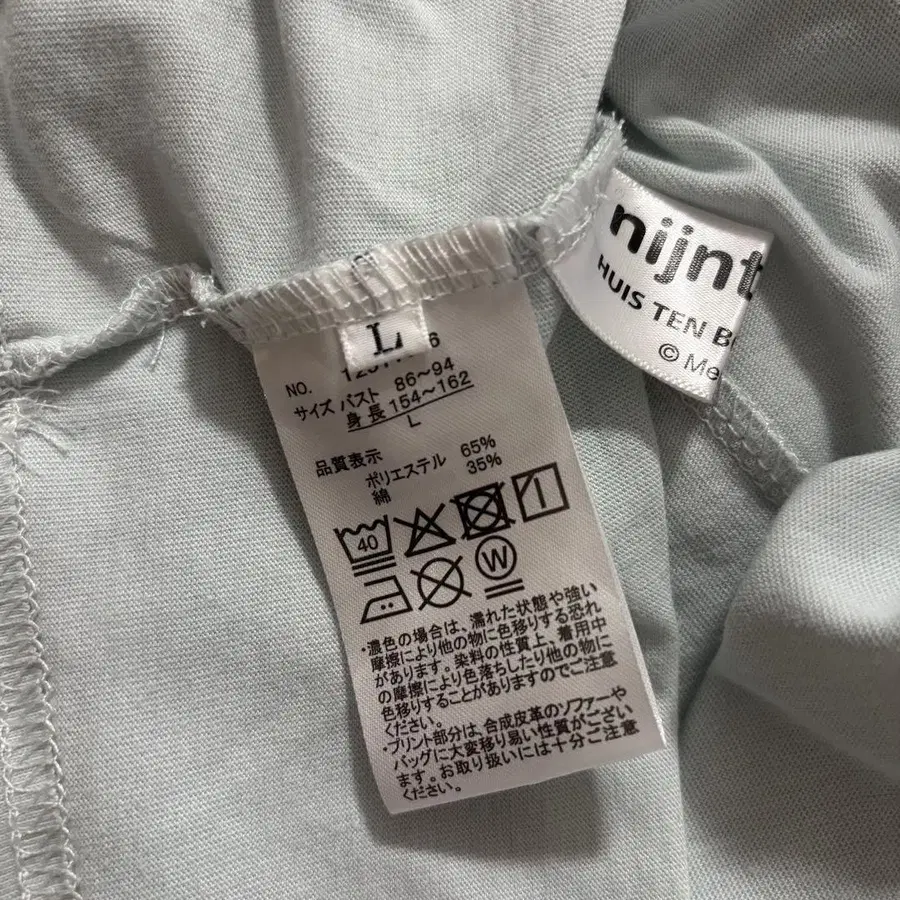 L
NO.
サイズ バスト 86～94
身長 154～162
L
品質表示
ポリエステル 65%
綿 35%
40
W
・濃色の場合は、濡れた状態や強い
摩擦により他の物に色移りする恐れ
があります。染料の性質上、着用中
の摩擦により色落ちしたり他の物に
色移りすることがありますのでご注意
ください。
・プリント部分は、合成皮革のソファーや
バッグに大変移り易い性質がござい
ます。お取り扱いには十分ご注意
ください。
nijnt
HUIS TEN B
© Me